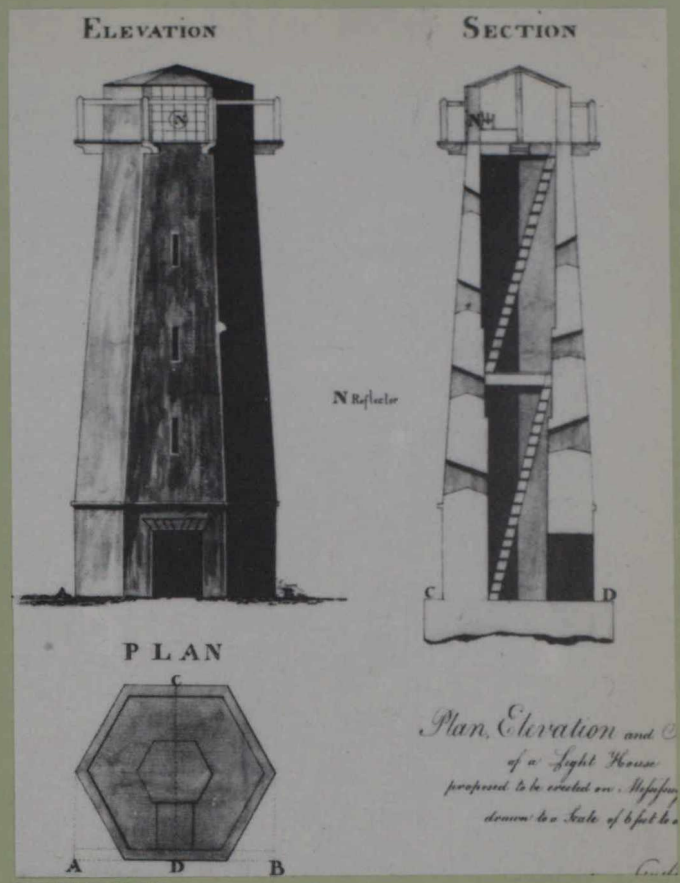 ELEVATION
SECTION
N
N
N Reflector
C
D
PLAN
C
A
D
B
Plan, Elevation and
of a Light House
proposed to be erected on
drawn to a Scale of 6 feet to